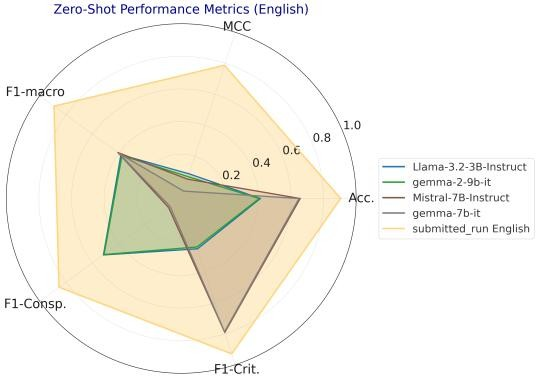 Zero-Shot Performance Metrics (English)
MCC
F1-macro
1.0
0.8
0.6
0.4
0.2
Acc.
Llama-3.2-3B-Instruct
gemma-2-9b-it
Mistral-7B-Instruct
gemma-7b-it
submitted_run English
F1-Consp.
F1-Crit.